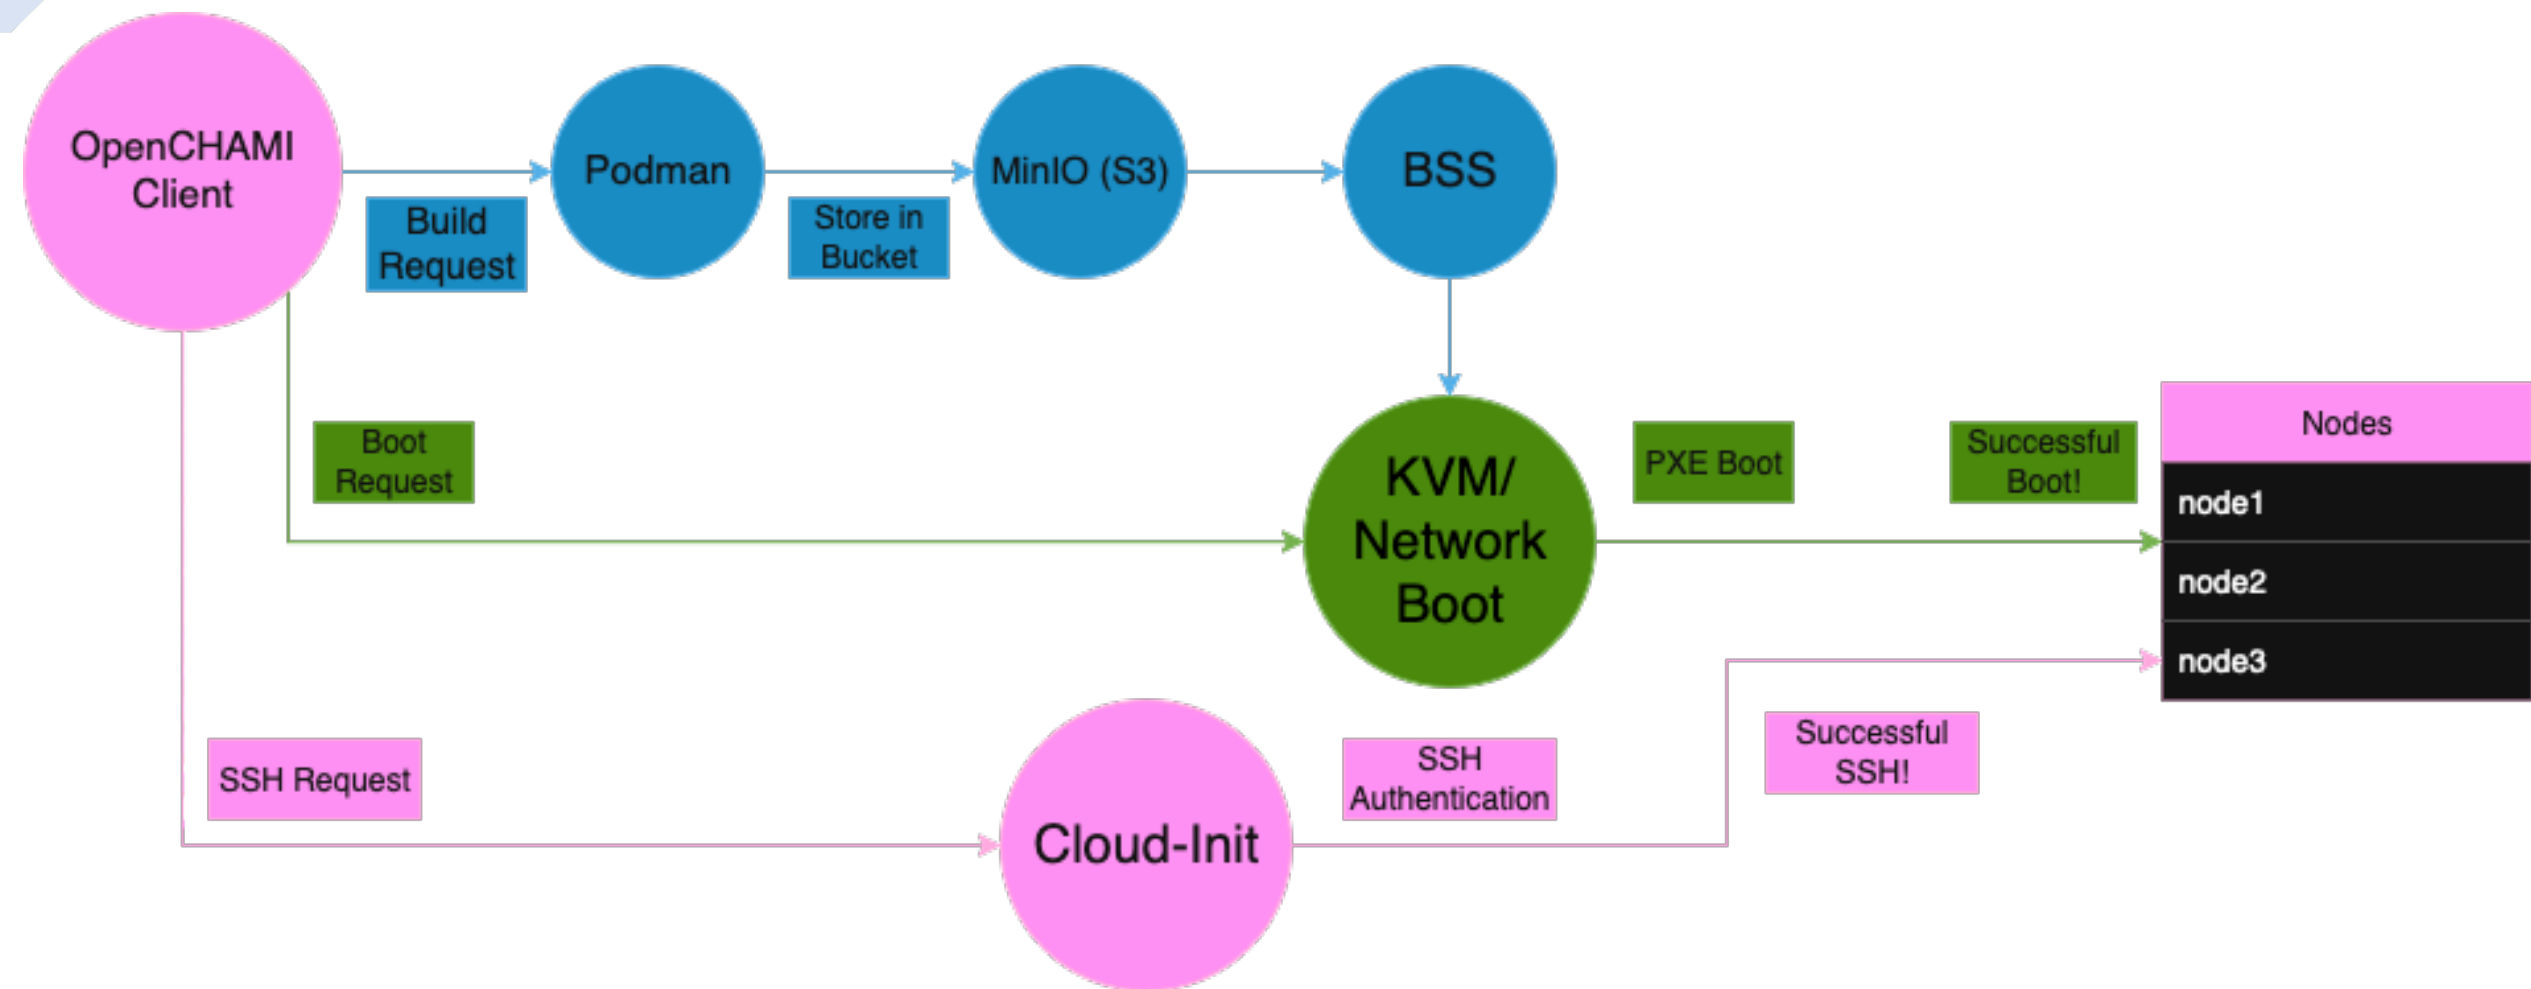 OpenCHAMI
Client
Build
Request
Podman
Store in
Bucket
MinIO (S3)
BSS
Boot
Request
KVM/
Network
Boot
PXE Boot
Successful
Boot!
Nodes
node1
node2
node3
SSH Request
Cloud-Init
SSH
Authentication
Successful
SSH!